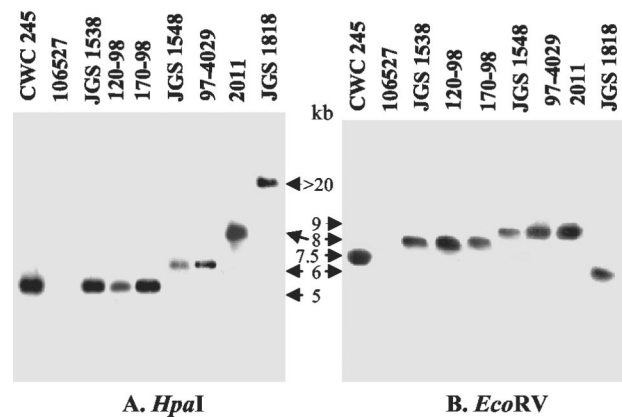 CWC 245
106527
JGS 1538
120-98
170-98
JGS 1548
97-4029
2011
JGS 1818
kb
>20
9
8
7.5
6
5
CWC 245
106527
JGS 1538
120-98
170-98
JGS 1548
97-4029
2011
JGS 1818
A. HpaI
B. EcoRV